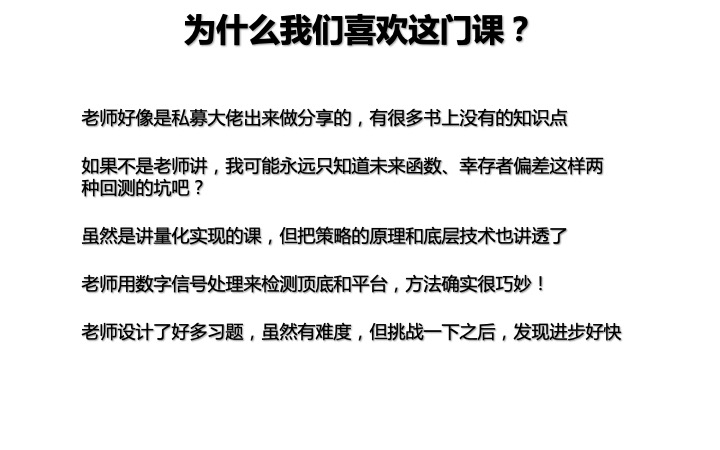 为什么我们喜欢这门课？
老师好像是私募大佬出来做分享的，有很多书上没有的知识点
如果不是老师讲，我可能永远只知道未来函数、幸存者偏差这样两
种回测的坑吧？
虽然是讲量化实现的课，但把策略的原理和底层技术也讲透了
老师用数字信号处理来检测顶底和平台，方法确实很巧妙！
老师设计了好多习题，虽然有难度，但挑战一下之后，发现进步好快